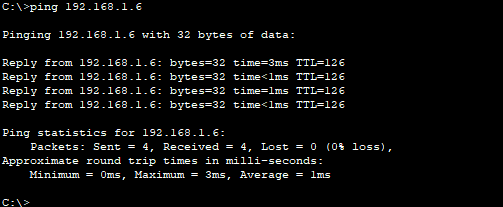 C:\>ping 192.168.1.6
Pinging 192.168.1.6 with 32 bytes of data:
Reply from 192.168.1.6: bytes=32 time=3ms TTL=126
Reply from 192.168.1.6: bytes=32 time<1ms TTL=126
Reply from 192.168.1.6: bytes=32 time=1ms TTL=126
Reply from 192.168.1.6: bytes=32 time<1ms TTL=126
Ping statistics for 192.168.1.6:
    Packets: Sent = 4, Received = 4, Lost = 0 (0% loss),
Approximate round trip times in milli-seconds:
    Minimum = 0ms, Maximum = 3ms, Average = 1ms
C:\>